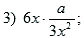 3) 6x · a/3x²;